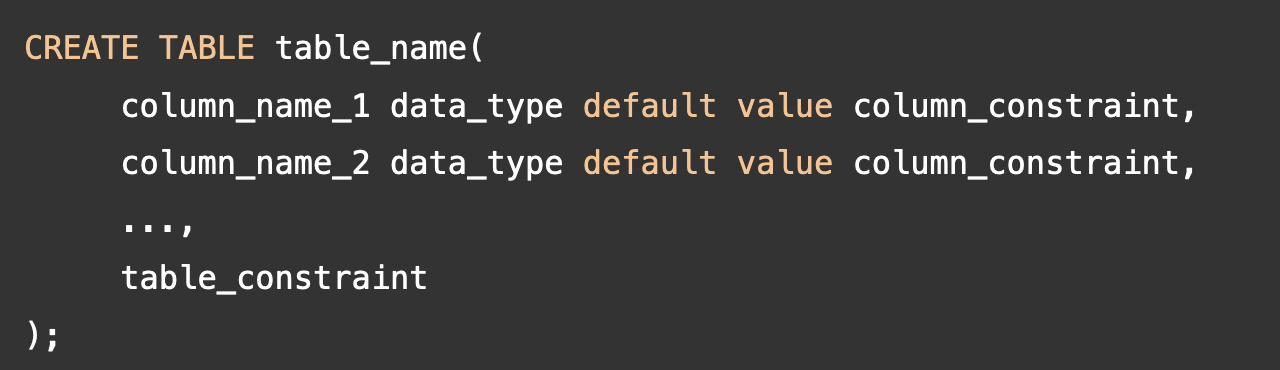 CREATE TABLE table_name(
column_name_1 data_type default value column_constraint,
column_name_2 data_type default value column_constraint,
...,
table_constraint
);